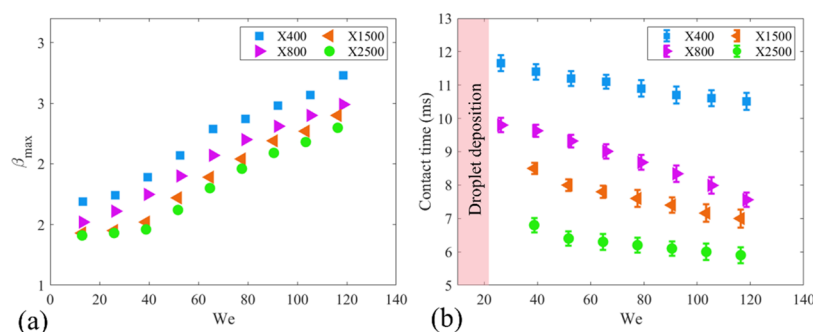 X400 X1500
X800 X2500
3
3
2
2
1
βmax
0 20 40 60 80 100 120 140
We
(a)
X400 X1500
X800 X2500
13
12
11
10
9
8
7
6
5
Contact time (ms)
Droplet deposition
20 40 60 80 100 120 140
We
(b)